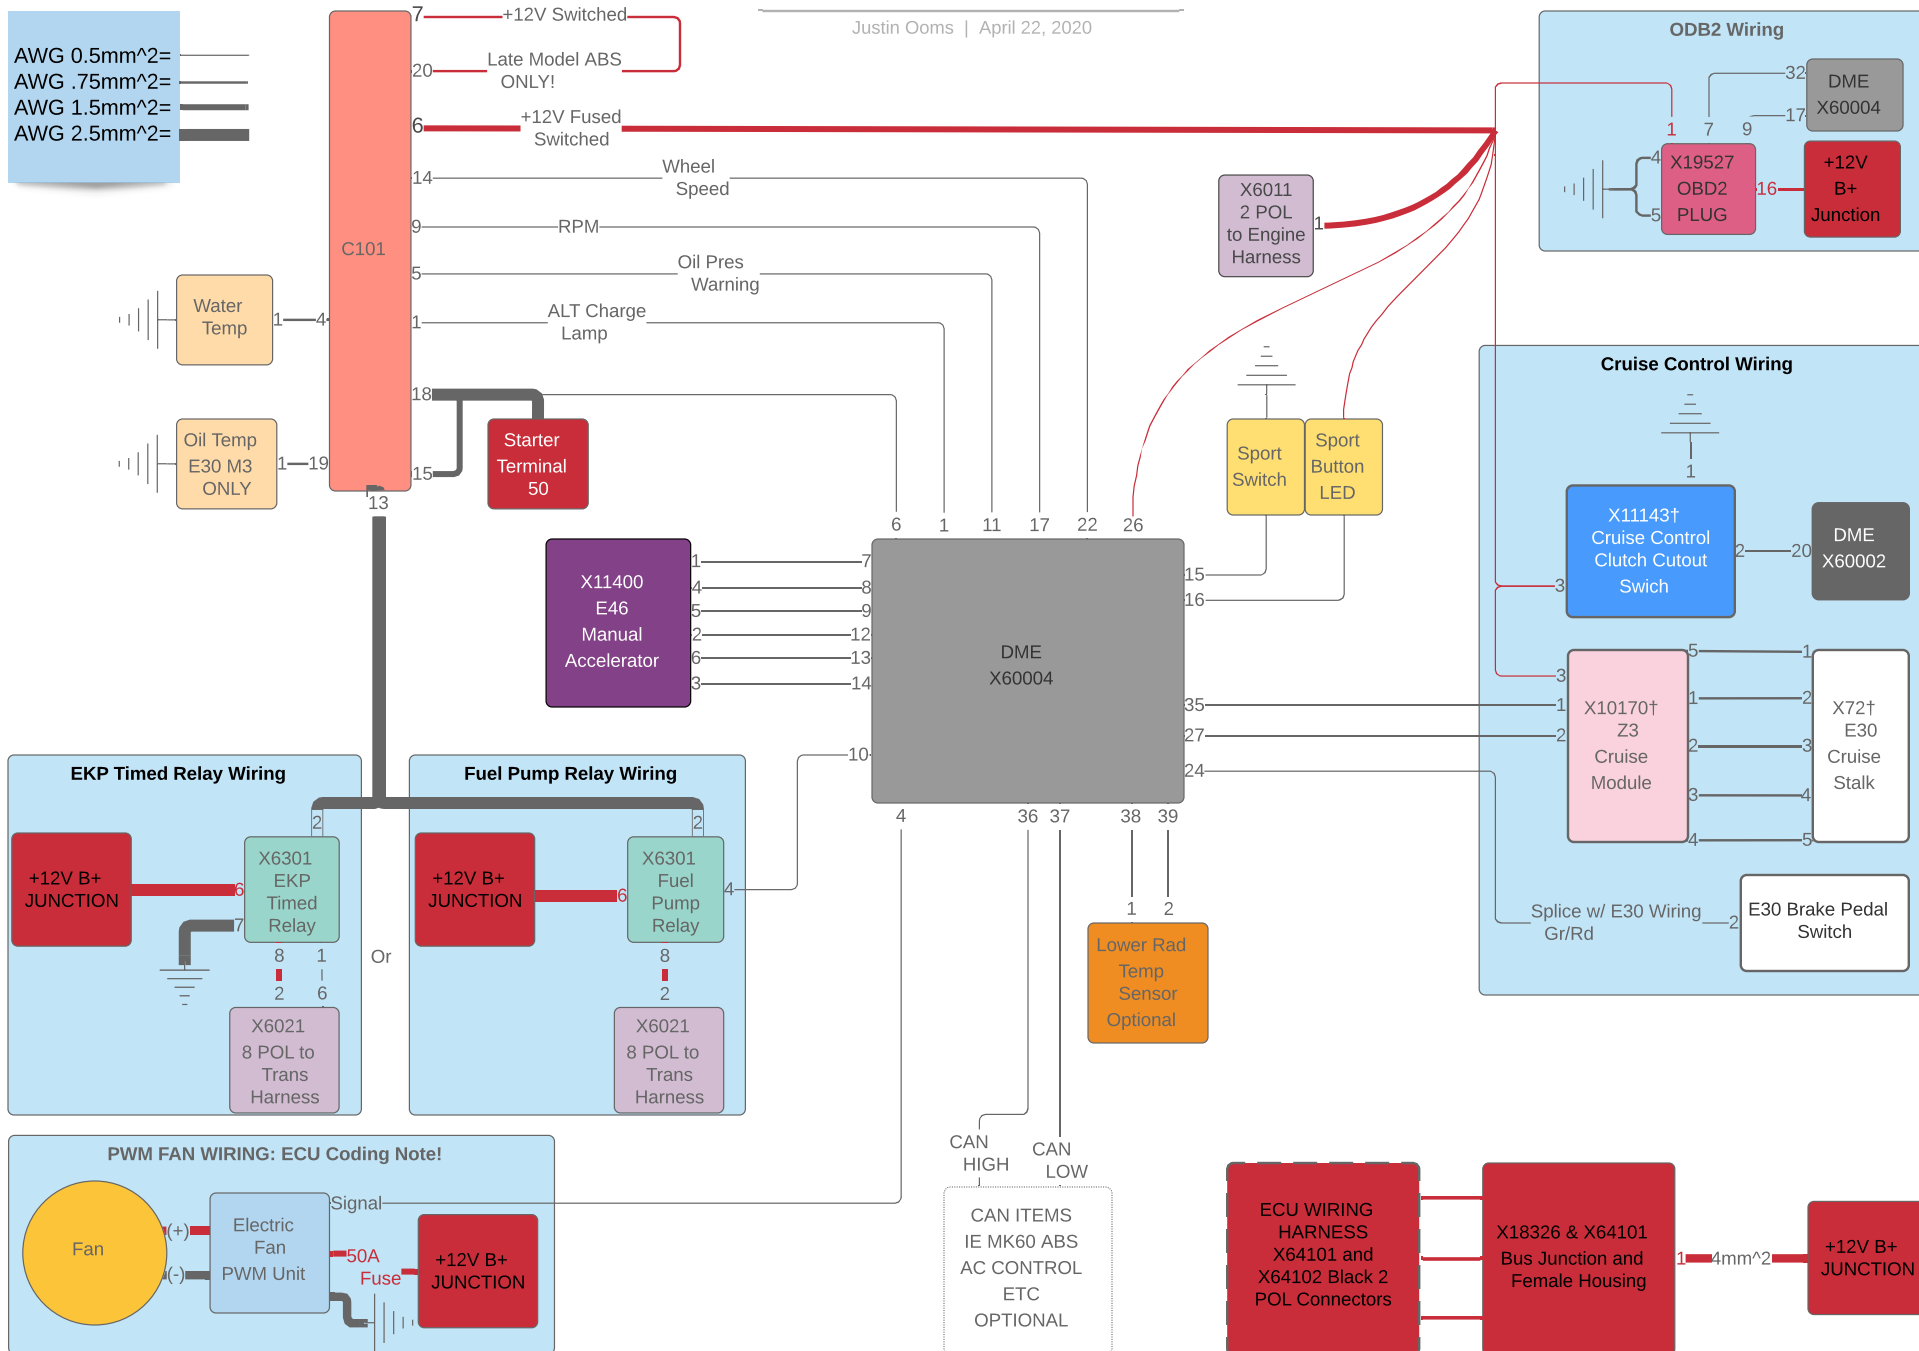 AWG 0.5mm^2=
AWG .75mm^2=
AWG 1.5mm^2=
AWG 2.5mm^2=
Justin Ooms | April 22, 2020
C101
7
+12V Switched
20
Late Model ABS
ONLY!
6
+12V Fused
Switched
14
Wheel
Speed
9
RPM
5
Oil Pres
Warning
1
ALT Charge
Lamp
18
15
13
Water
Temp
1
4
Oil Temp
E30 M3
ONLY
1
19
Starter
Terminal
50
X6011
2 POL
to Engine
Harness
1
ODB2 Wiring
32
DME
X60004
17
1
7
9
4
X19527
OBD2
PLUG
5
16
+12V
B+
Junction
Sport
Switch
Sport
Button
LED
Cruise Control Wiring
1
X11143†
Cruise Control
Clutch Cutout
Swich
2
20
DME
X60002
3
3
1
2
X10170†
Z3
Cruise
Module
5
1
1
2
2
3
3
4
4
5
X72†
E30
Cruise
Stalk
Splice w/ E30 Wiring
Gr/Rd
2
E30 Brake Pedal
Switch
6
1
11
17
22
26
X11400
E46
Manual
Accelerator
1
7
4
8
5
9
2
12
6
13
3
14
10
DME
X60004
15
16
35
27
24
4
36
37
38
39
1
2
Lower Rad
Temp
Sensor
Optional
EKP Timed Relay Wiring
2
+12V B+
JUNCTION
6
7
X6301
EKP
Timed
Relay
8
1
2
6
X6021
8 POL to
Trans
Harness
Or
Fuel Pump Relay Wiring
2
+12V B+
JUNCTION
6
X6301
Fuel
Pump
Relay
4
8
2
X6021
8 POL to
Trans
Harness
PWM FAN WIRING: ECU Coding Note!
Fan
(+)
(-)
Electric
Fan
PWM Unit
Signal
50A
Fuse
+12V B+
JUNCTION
CAN
HIGH
CAN
LOW
CAN ITEMS
IE MK60 ABS
AC CONTROL
ETC
OPTIONAL
ECU WIRING
HARNESS
X64101 and
X64102 Black 2
POL Connectors
X18326 & X64101
Bus Junction and
Female Housing
1
4mm^2
+12V B+
JUNCTION